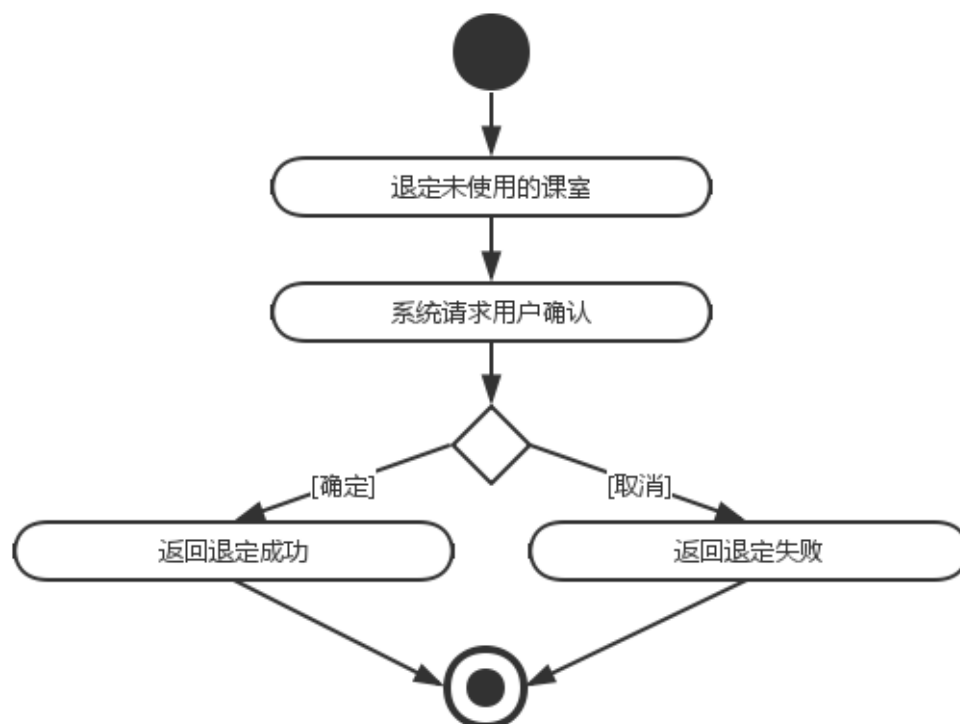 退定未使用的课室
系统请求用户确认
[确定]
[取消]
返回退定成功
返回退定失败